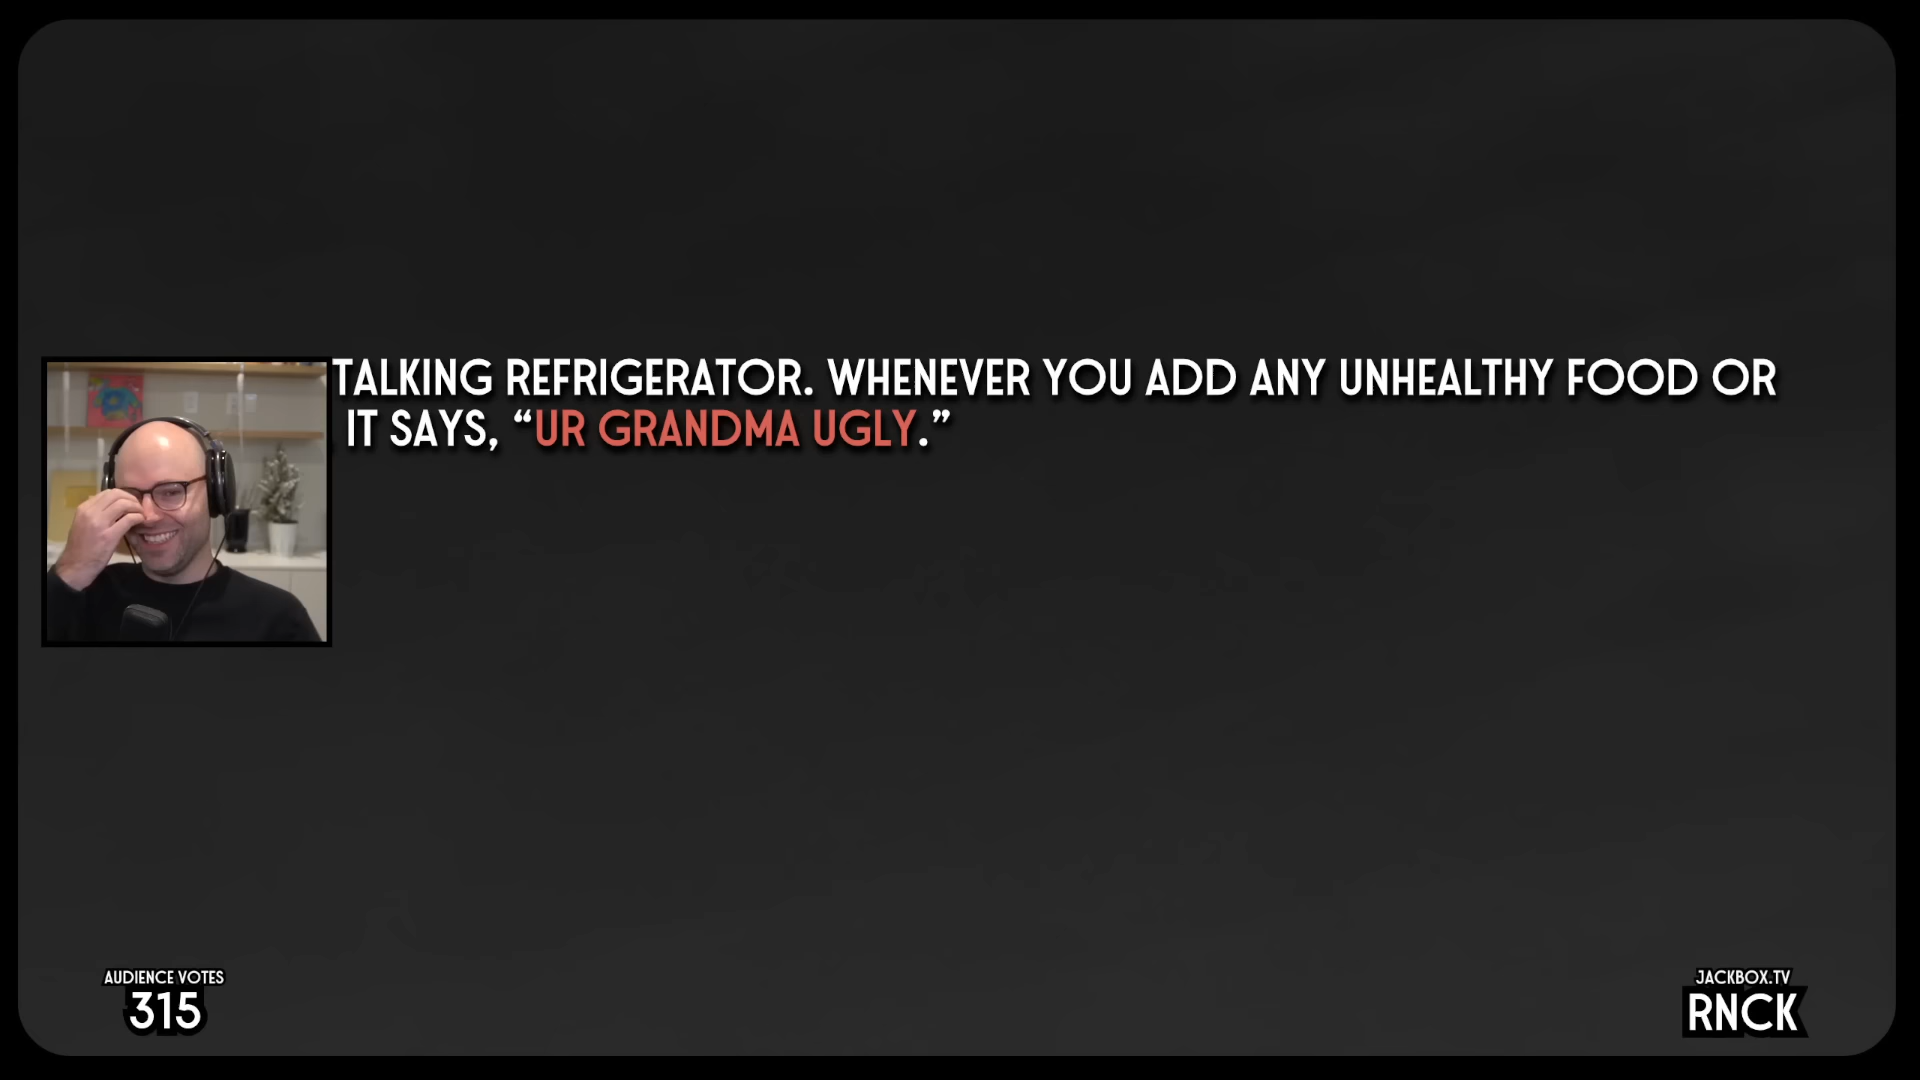 TALKING REFRIGERATOR. WHENEVER YOU ADD ANY UNHEALTHY FOOD OR
IT SAYS, “UR GRANDMA UGLY.”
AUDIENCE VOTES
315
JACKBOX.TV
RNCK